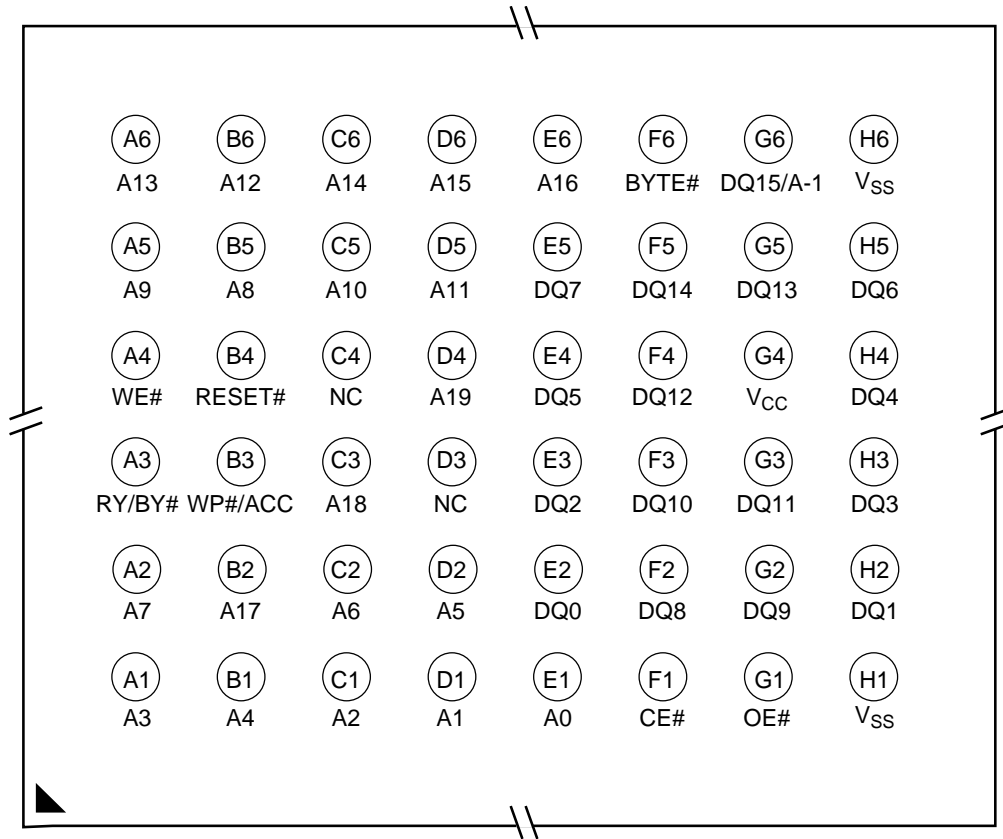 A6 B6 C6 D6 E6 F6 G6 H6
A13 A12 A14 A15 A16 BYTE# DQ15/A-1 VSS
A5 B5 C5 D5 E5 F5 G5 H5
A9 A8 A10 A11 DQ7 DQ14 DQ13 DQ6
A4 B4 C4 D4 E4 F4 G4 H4
WE# RESET# NC A19 DQ5 DQ12 VCC DQ4
A3 B3 C3 D3 E3 F3 G3 H3
RY/BY# WP#/ACC A18 NC DQ2 DQ10 DQ11 DQ3
A2 B2 C2 D2 E2 F2 G2 H2
A7 A17 A6 A5 DQ0 DQ8 DQ9 DQ1
A1 B1 C1 D1 E1 F1 G1 H1
A3 A4 A2 A1 A0 CE# OE# VSS